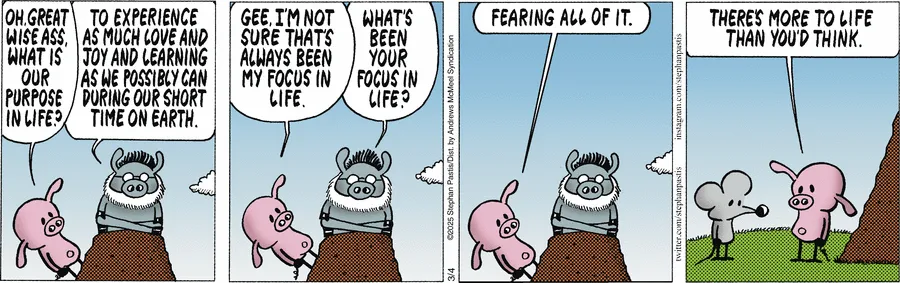 OH, GREAT
WISE ASS,
WHAT IS
OUR
PURPOSE
IN LIFE?
TO EXPERIENCE
AS MUCH LOVE AND
JOY AND LEARNING
AS WE POSSIBLY CAN
DURING OUR SHORT
TIME ON EARTH.
GEE, I'M NOT
SURE THAT'S
ALWAYS BEEN
MY FOCUS IN
LIFE.
WHAT'S
BEEN
YOUR
FOCUS IN
LIFE?
©2025 Stephan Pastis/Dist. by Andrews McMeel Syndication
3/4
FEARING ALL OF IT.
twitter.com/stephanpastis
instagram.com/stephanpastis
THERE'S MORE TO LIFE
THAN YOU'D THINK.